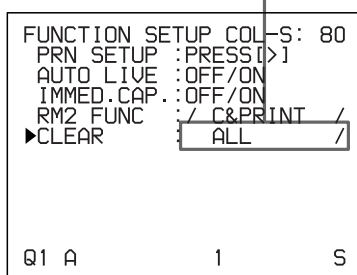 FUNCTION SETUP COL-S: 80
PRN SETUP :PRESS[>]
AUTO LIVE :OFF/ON
IMMED.CAP.:OFF/ON
RM2 FUNC :/ C&PRINT /
▶CLEAR : ALL /
Q1 A 1 S